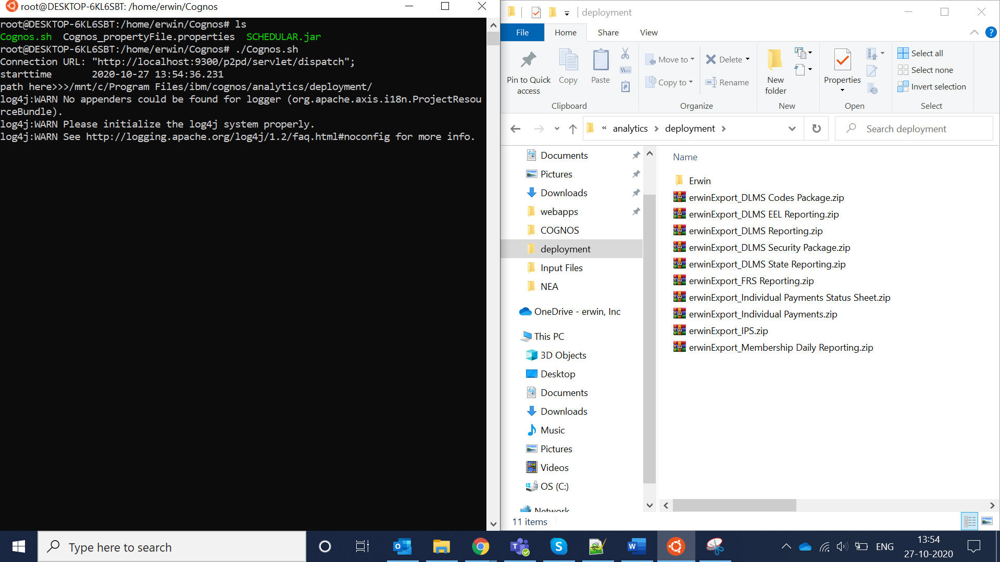 root@DESKTOP-6KL6SBT: /home/erwin/Cognos
root@DESKTOP-6KL6SBT:/home/erwin/Cognos# ls
Cognos.sh  Cognos_propertyFile.properties  SCHEDULAR.jar
root@DESKTOP-6KL6SBT:/home/erwin/Cognos# ./Cognos.sh
Connection URL: "http://localhost:9300/p2pd/servlet/dispatch";
starttime       2020-10-27 13:54:36.231
path here>>>/mnt/c/Program Files/ibm/cognos/analytics/deployment/
log4j:WARN No appenders could be found for logger (org.apache.axis.i18n.ProjectResou
rceBundle).
log4j:WARN Please initialize the log4j system properly.
log4j:WARN See http://logging.apache.org/log4j/1.2/faq.html#noconfig for more info.
deployment
File Home Share View
Pin to Quick access
Copy
Paste
Clipboard
Move to
Copy to
Delete
Rename
Organize
New folder
New
Properties
Open
Select all
Select none
Invert selection
Select
« analytics > deployment >
Search deployment
Documents
Pictures
Downloads
webapps
COGNOS
deployment
Input Files
NEA
OneDrive - erwin, Inc
This PC
3D Objects
Desktop
Documents
Downloads
Music
Pictures
Videos
OS (C:)
Network
Name
Erwin
erwinExport_DLMS Codes Package.zip
erwinExport_DLMS EEL Reporting.zip
erwinExport_DLMS Reporting.zip
erwinExport_DLMS Security Package.zip
erwinExport_DLMS State Reporting.zip
erwinExport_FRS Reporting.zip
erwinExport_Individual Payments Status Sheet.zip
erwinExport_Individual Payments.zip
erwinExport_IPS.zip
erwinExport_Membership Daily Reporting.zip
11 items
Type here to search
ENG
13:54
27-10-2020